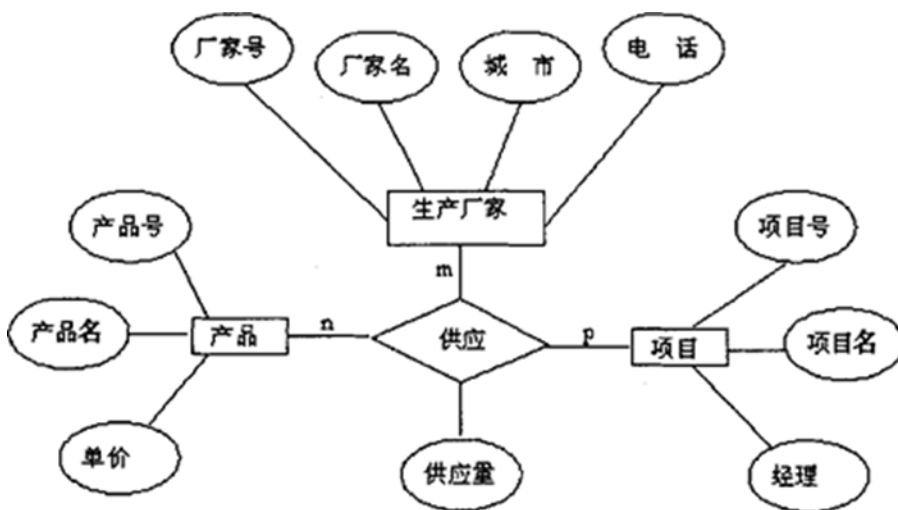 厂家号
厂家名
城 市
电 话
生产厂家
产品号
项目号
m
产品名
产品
n
供应
p
项目
项目名
单价
供应量
经理